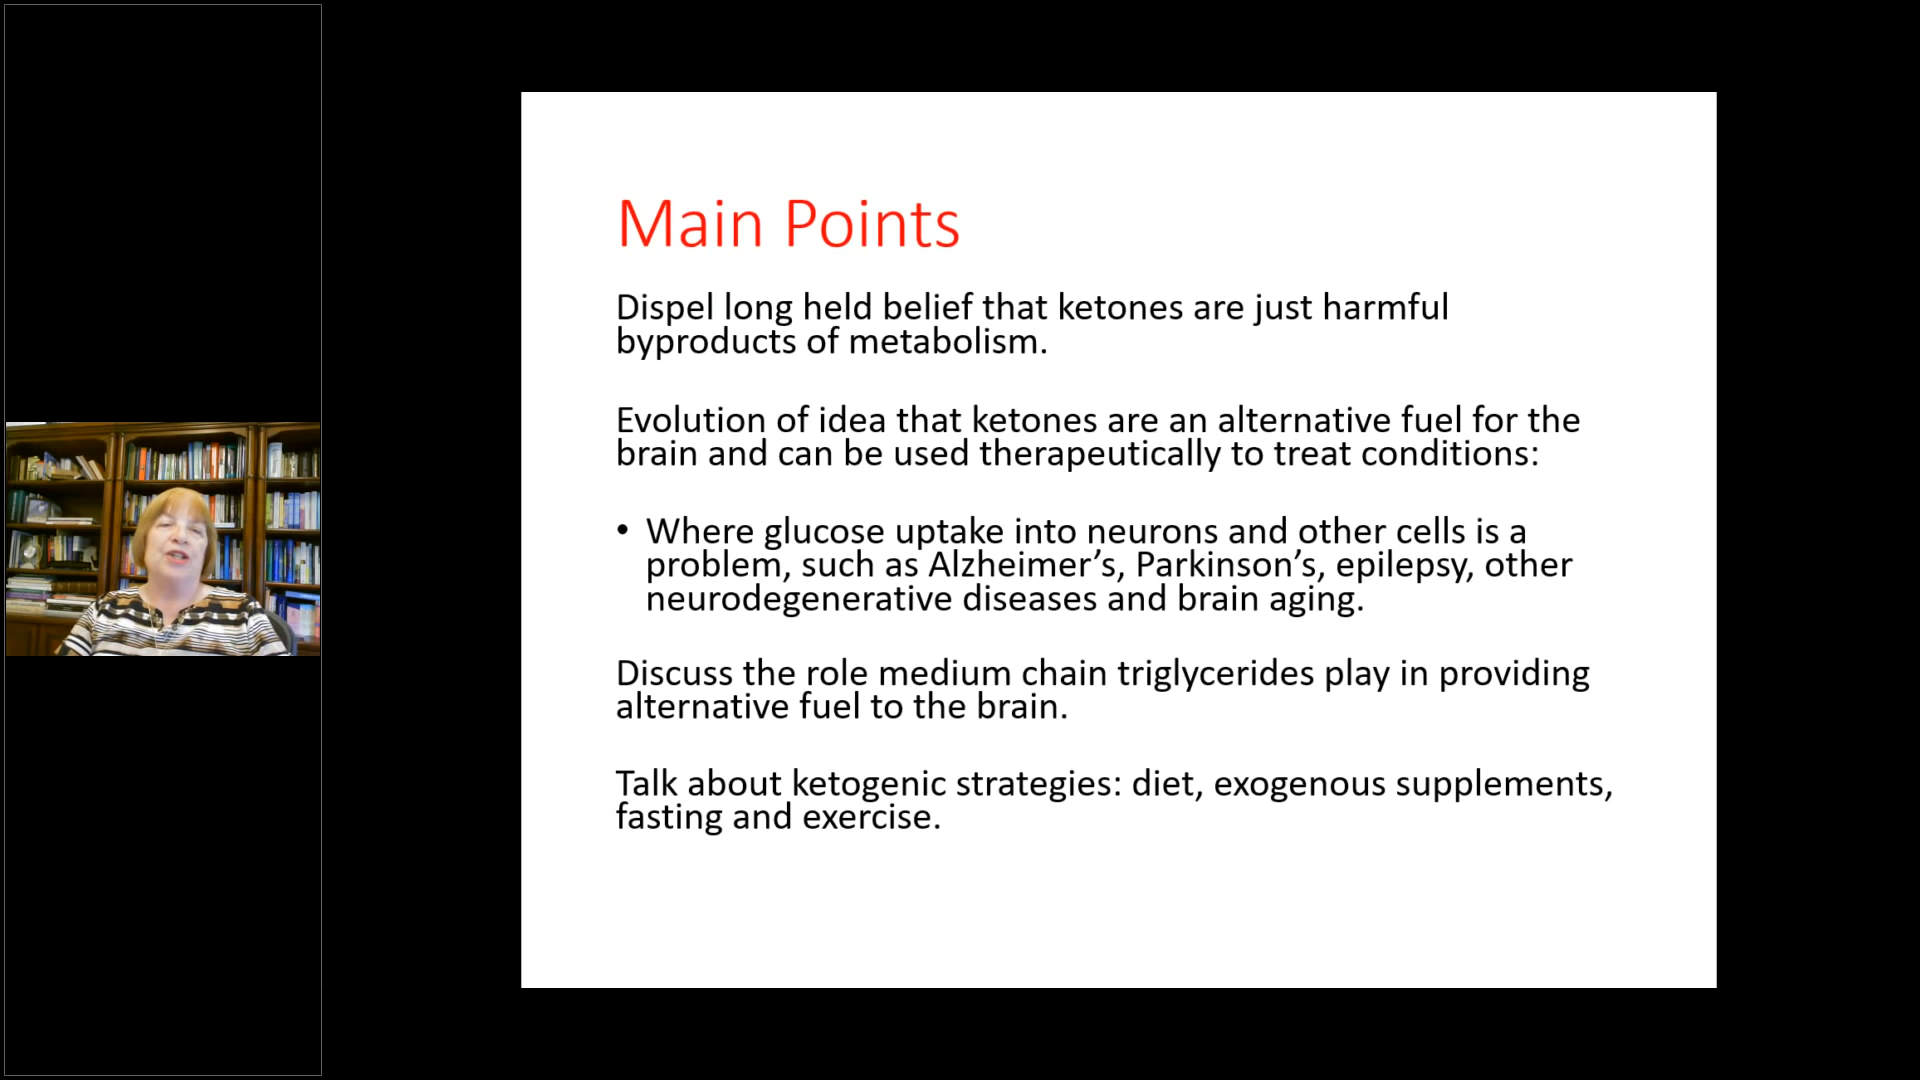 Main Points
Dispel long held belief that ketones are just harmful
byproducts of metabolism.
Evolution of idea that ketones are an alternative fuel for the
brain and can be used therapeutically to treat conditions:
• Where glucose uptake into neurons and other cells is a
problem, such as Alzheimer’s, Parkinson’s, epilepsy, other
neurodegenerative diseases and brain aging.
Discuss the role medium chain triglycerides play in providing
alternative fuel to the brain.
Talk about ketogenic strategies: diet, exogenous supplements,
fasting and exercise.